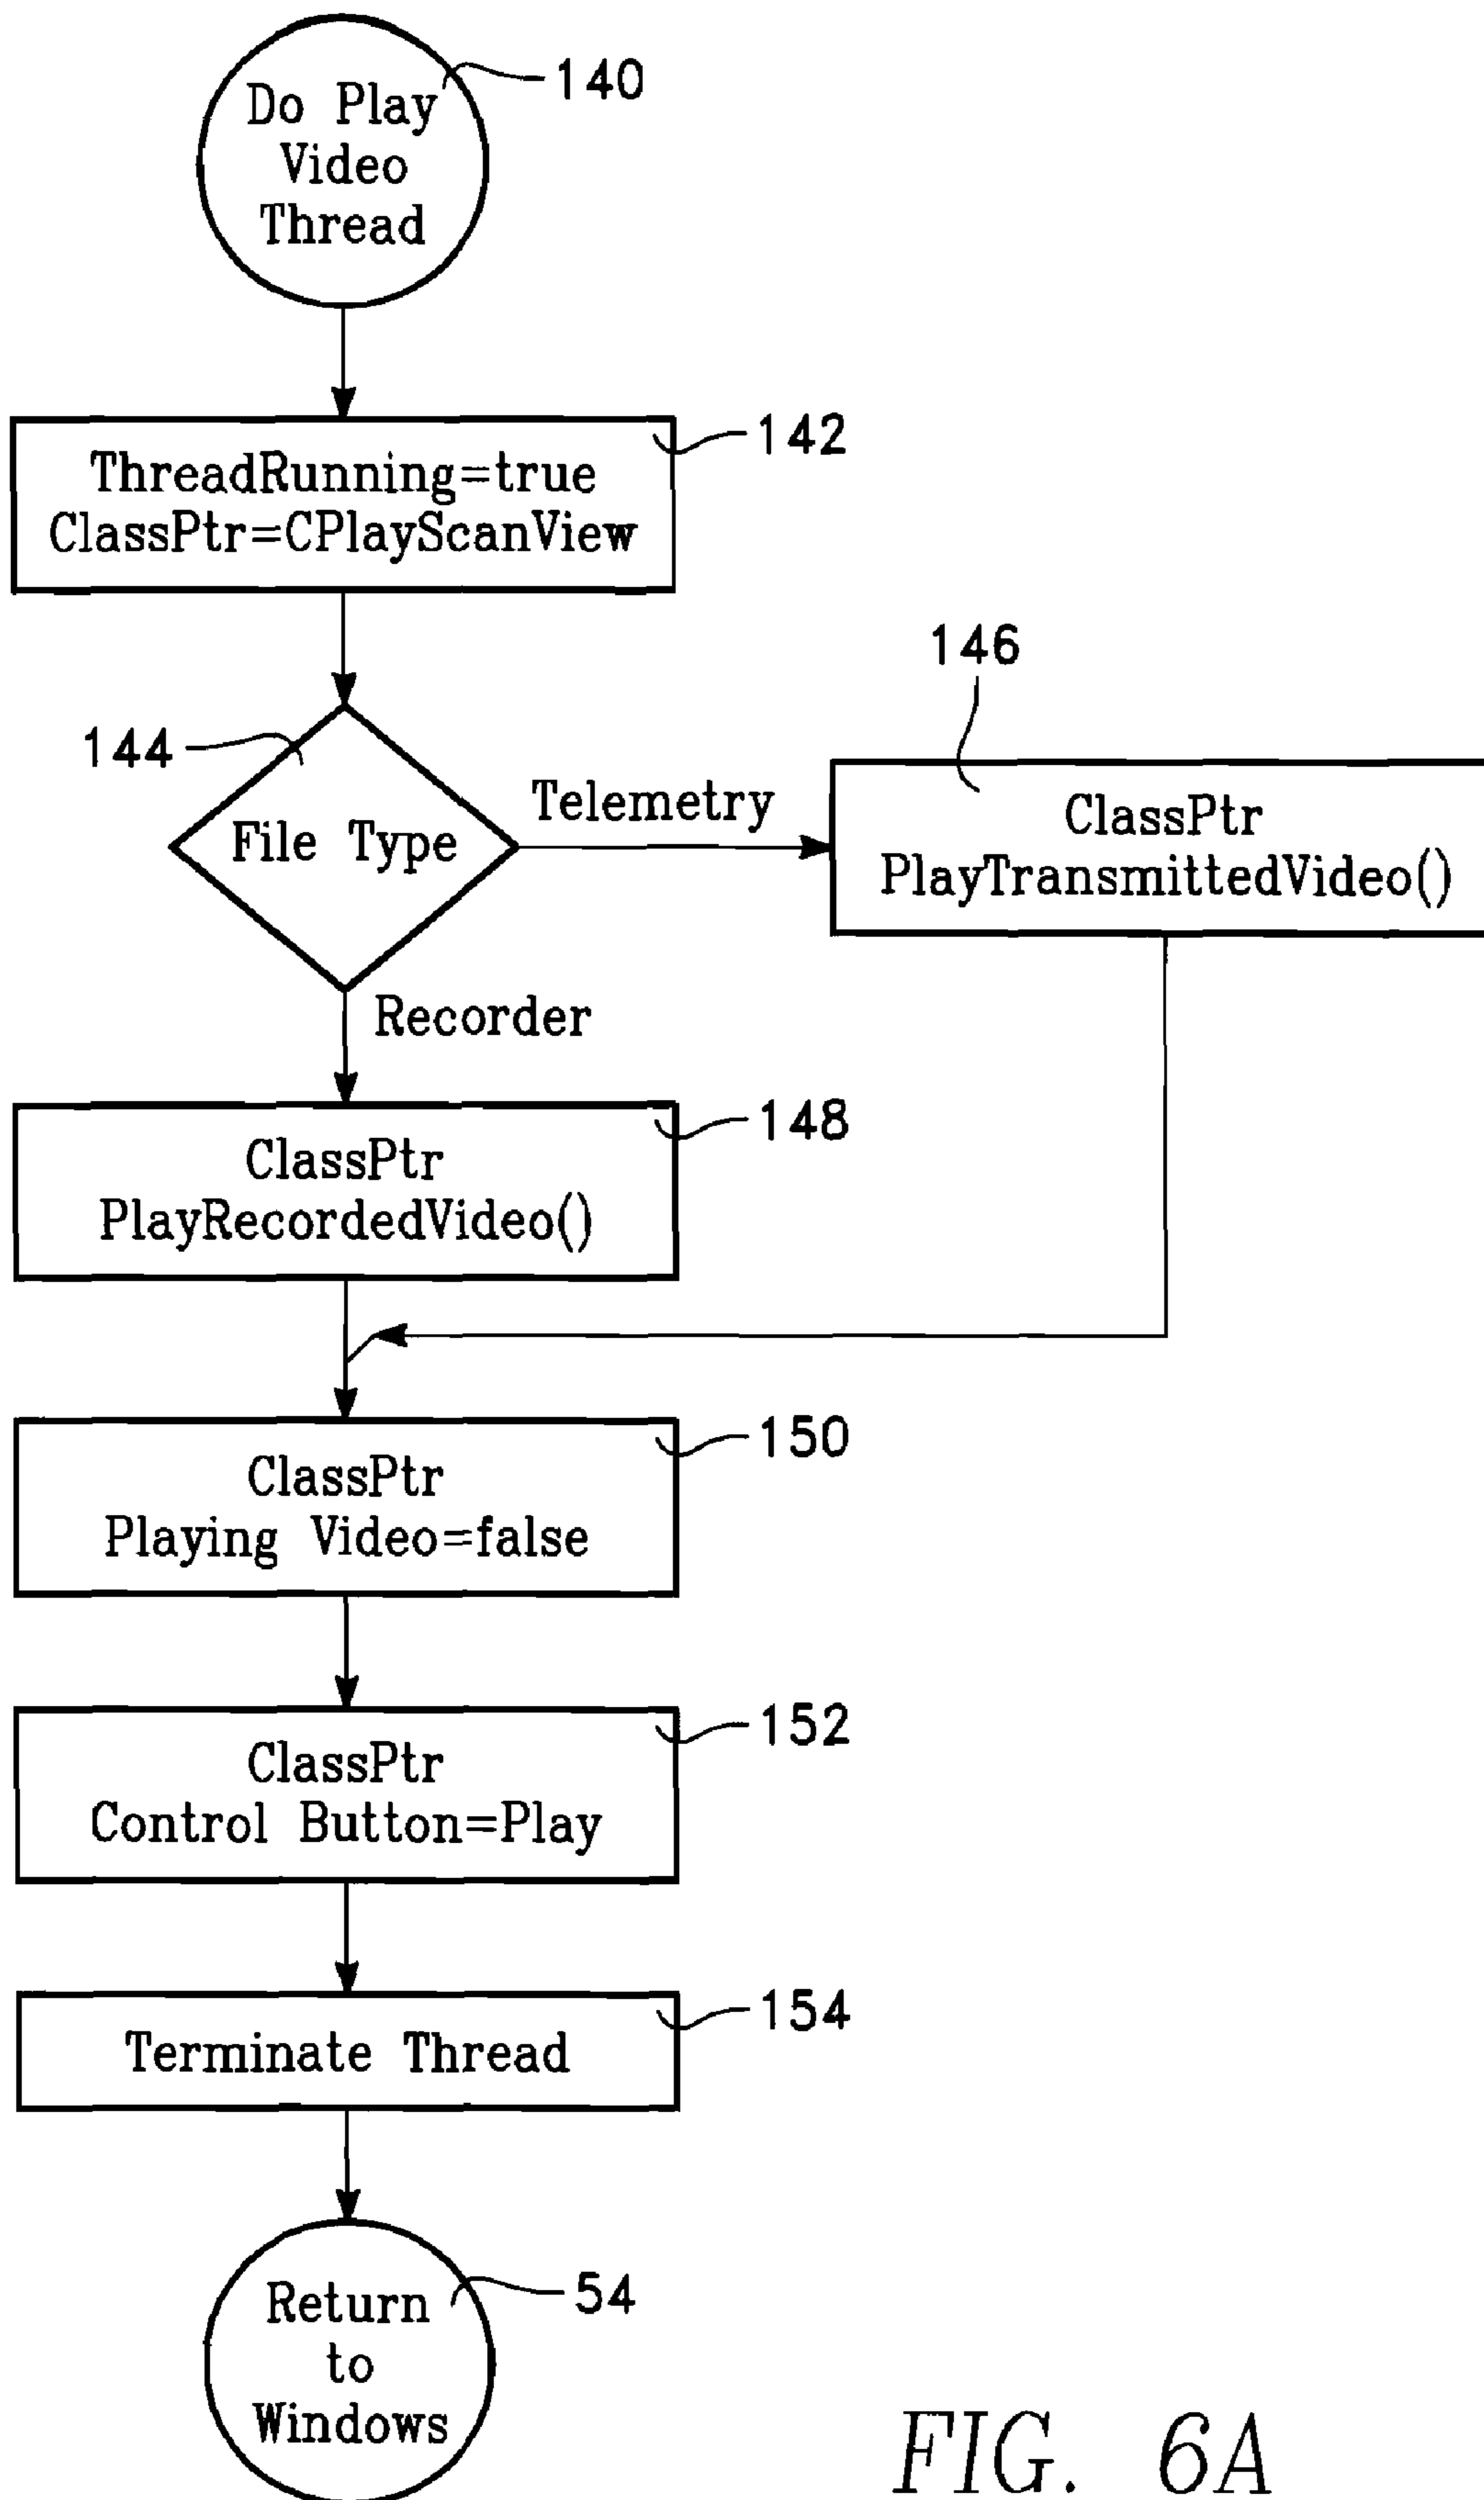 Do Play
Video
Thread
140
ThreadRunning=true
ClassPtr=CPlayScanView
142
144
File Type
Telemetry
146
ClassPtr
PlayTransmittedVideo()
Recorder
ClassPtr
PlayRecordedVideo()
148
ClassPtr
Playing Video=false
150
ClassPtr
Control Button=Play
152
Terminate Thread
154
Return
to
Windows
54
FIG. 6A